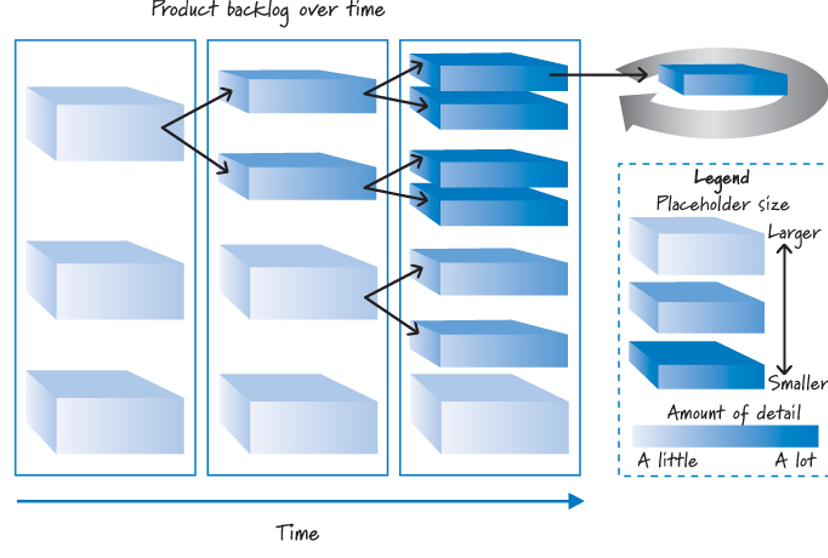 Product backlog over time
Legend
Placeholder size
Larger
Smaller
Amount of detail
A little
A lot
Time